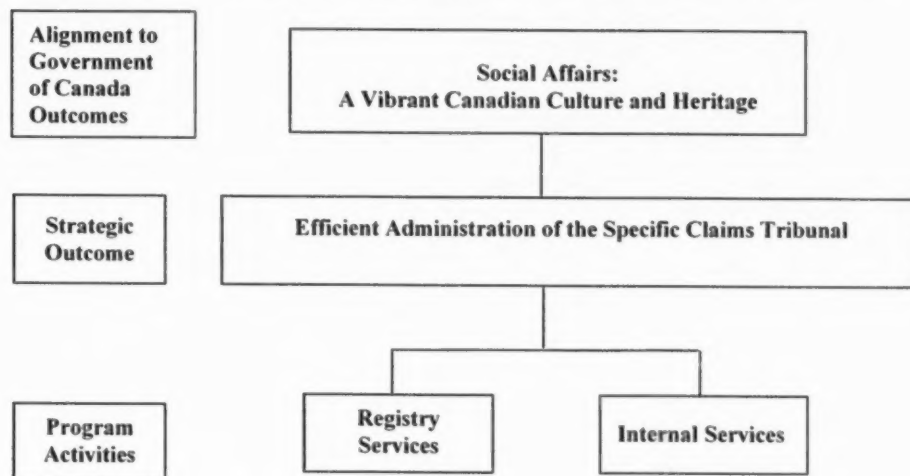 Alignment to
Government
of Canada
Outcomes
Social Affairs:
A Vibrant Canadian Culture and Heritage
Strategic
Outcome
Efficient Administration of the Specific Claims Tribunal
Program
Activities
Registry
Services
Internal Services